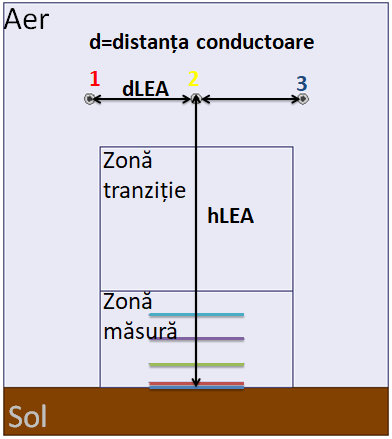 Aer
d=distanța conductoare
1
2
3
dLEA
Zonă
tranziție
hLEA
Zonă
măsură
Sol